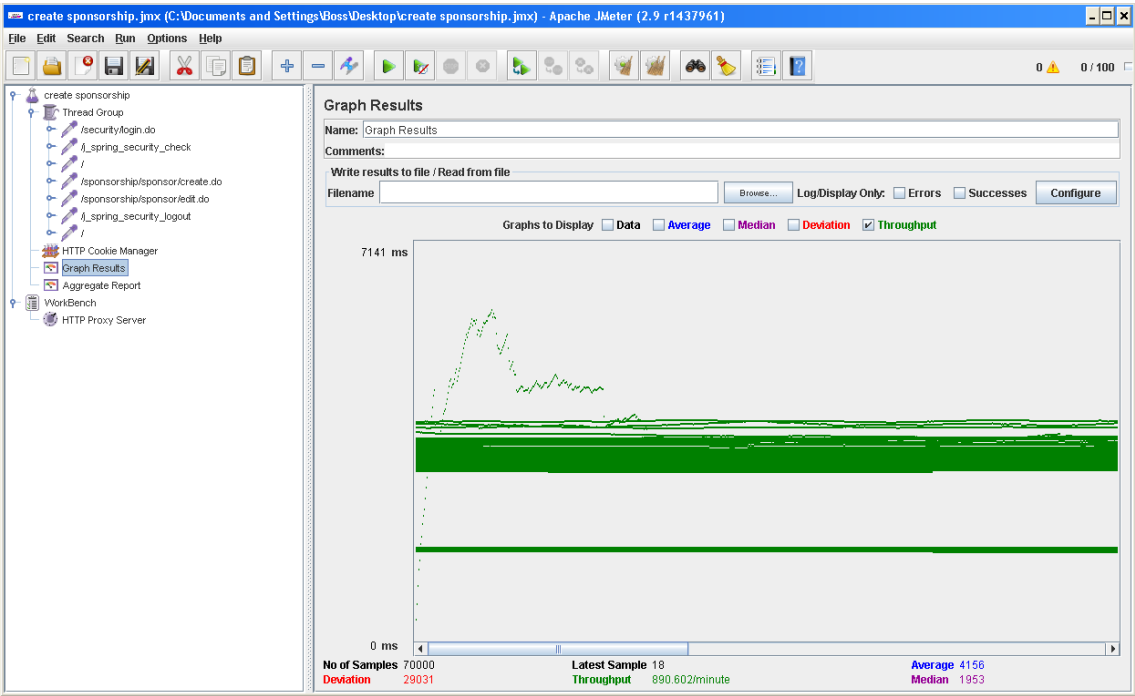 create sponsorship.jmx (C:\Documents and Settings\Boss\Desktop\create sponsorship.jmx) - Apache JMeter (2.9 r1437961)
File Edit Search Run Options Help
0 0 / 100
create sponsorship
Thread Group
/security/login.do
/j_spring_security_check
/
/sponsorship/sponsor/create.do
/sponsorship/sponsor/edit.do
/j_spring_security_logout
/
HTTP Cookie Manager
Graph Results
Aggregate Report
WorkBench
HTTP Proxy Server
Graph Results
Name: Graph Results
Comments:
Write results to file / Read from file
Filename Browse... Log/Display Only: Errors Successes Configure
Graphs to Display Data Average Median Deviation Throughput
7141 ms
0 ms
No of Samples 70000 Latest Sample 18 Average 4156
Deviation 29031 Throughput 890.602/minute Median 1953